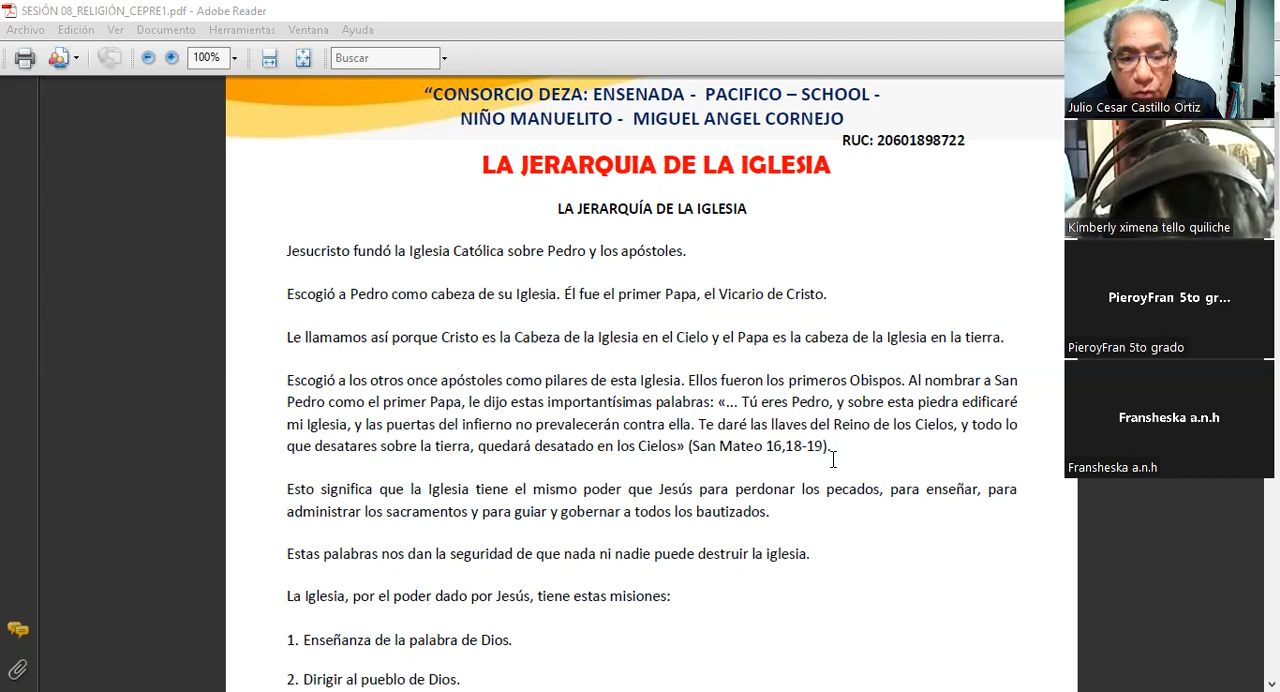 SESIÓN 08_RELIGIÓN_CEPRE1.pdf - Adobe Reader
Archivo Edición Ver Documento Herramientas Ventana Ayuda
100% Buscar
“CONSORCIO DEZA: ENSENADA - PACIFICO – SCHOOL -
NIÑO MANUELITO - MIGUEL ANGEL CORNEJO
RUC: 20601898722
LA JERARQUIA DE LA IGLESIA
LA JERARQUÍA DE LA IGLESIA
Jesucristo fundó la Iglesia Católica sobre Pedro y los apóstoles.
Escogió a Pedro como cabeza de su Iglesia. Él fue el primer Papa, el Vicario de Cristo.
Le llamamos así porque Cristo es la Cabeza de la Iglesia en el Cielo y el Papa es la cabeza de la Iglesia en la tierra.
Escogió a los otros once apóstoles como pilares de esta Iglesia. Ellos fueron los primeros Obispos. Al nombrar a San
Pedro como el primer Papa, le dijo estas importantísimas palabras: «... Tú eres Pedro, y sobre esta piedra edificaré
mi Iglesia, y las puertas del infierno no prevalecerán contra ella. Te daré las llaves del Reino de los Cielos, y todo lo
que desatares sobre la tierra, quedará desatado en los Cielos» (San Mateo 16,18-19).
Esto significa que la Iglesia tiene el mismo poder que Jesús para perdonar los pecados, para enseñar, para
administrar los sacramentos y para guiar y gobernar a todos los bautizados.
Estas palabras nos dan la seguridad de que nada ni nadie puede destruir la iglesia.
La Iglesia, por el poder dado por Jesús, tiene estas misiones:
1. Enseñanza de la palabra de Dios.
2. Dirigir al pueblo de Dios.
Julio Cesar Castillo Ortiz
Kimberly ximena tello quiliche
PieroyFran 5to gr...
PieroyFran 5to grado
Fransheska a.n.h
Fransheska a.n.h